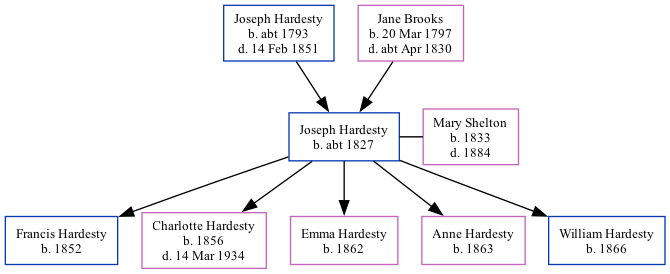 Joseph Hardesty
b. abt 1793
d. 14 Feb 1851
Jane Brooks
b. 20 Mar 1797
d. abt Apr 1830
Joseph Hardesty
b. abt 1827
Mary Shelton
b. 1833
d. 1884
Francis Hardesty
b. 1852
Charlotte Hardesty
b. 1856
d. 14 Mar 1934
Emma Hardesty
b. 1862
Anne Hardesty
b. 1863
William Hardesty
b. 1866